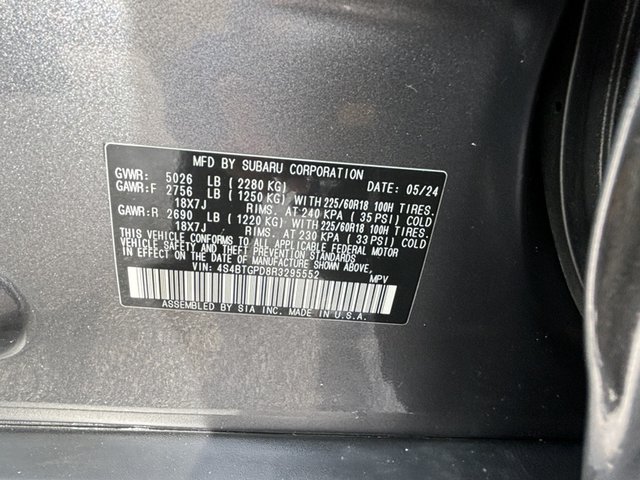 MFD BY SUBARU CORPORATION
GVWR: 5026 LB ( 2280 KG) DATE: 05/24
GAWR:F 2756 LB ( 1250 KG) WITH 225/60R18 100H TIRES.
18X7J RIMS. AT 240 KPA ( 35 PSI) COLD
GAWR:R 2690 LB ( 1220 KG) WITH 225/60R18 100H TIRES.
18X7J RIMS. AT 230 KPA ( 33 PSI) COLD
THIS VEHICLE CONFORMS TO ALL APPLICABLE FEDERAL MOTOR
VEHICLE SAFETY AND THEFT PREVENTION STANDARDS
IN EFFECT ON THE DATE OF MANUFACTURE SHOWN ABOVE,
VIN: 4S4BTGPD8R3295552 MPV
ASSEMBLED BY SIA INC. MADE IN U.S.A.